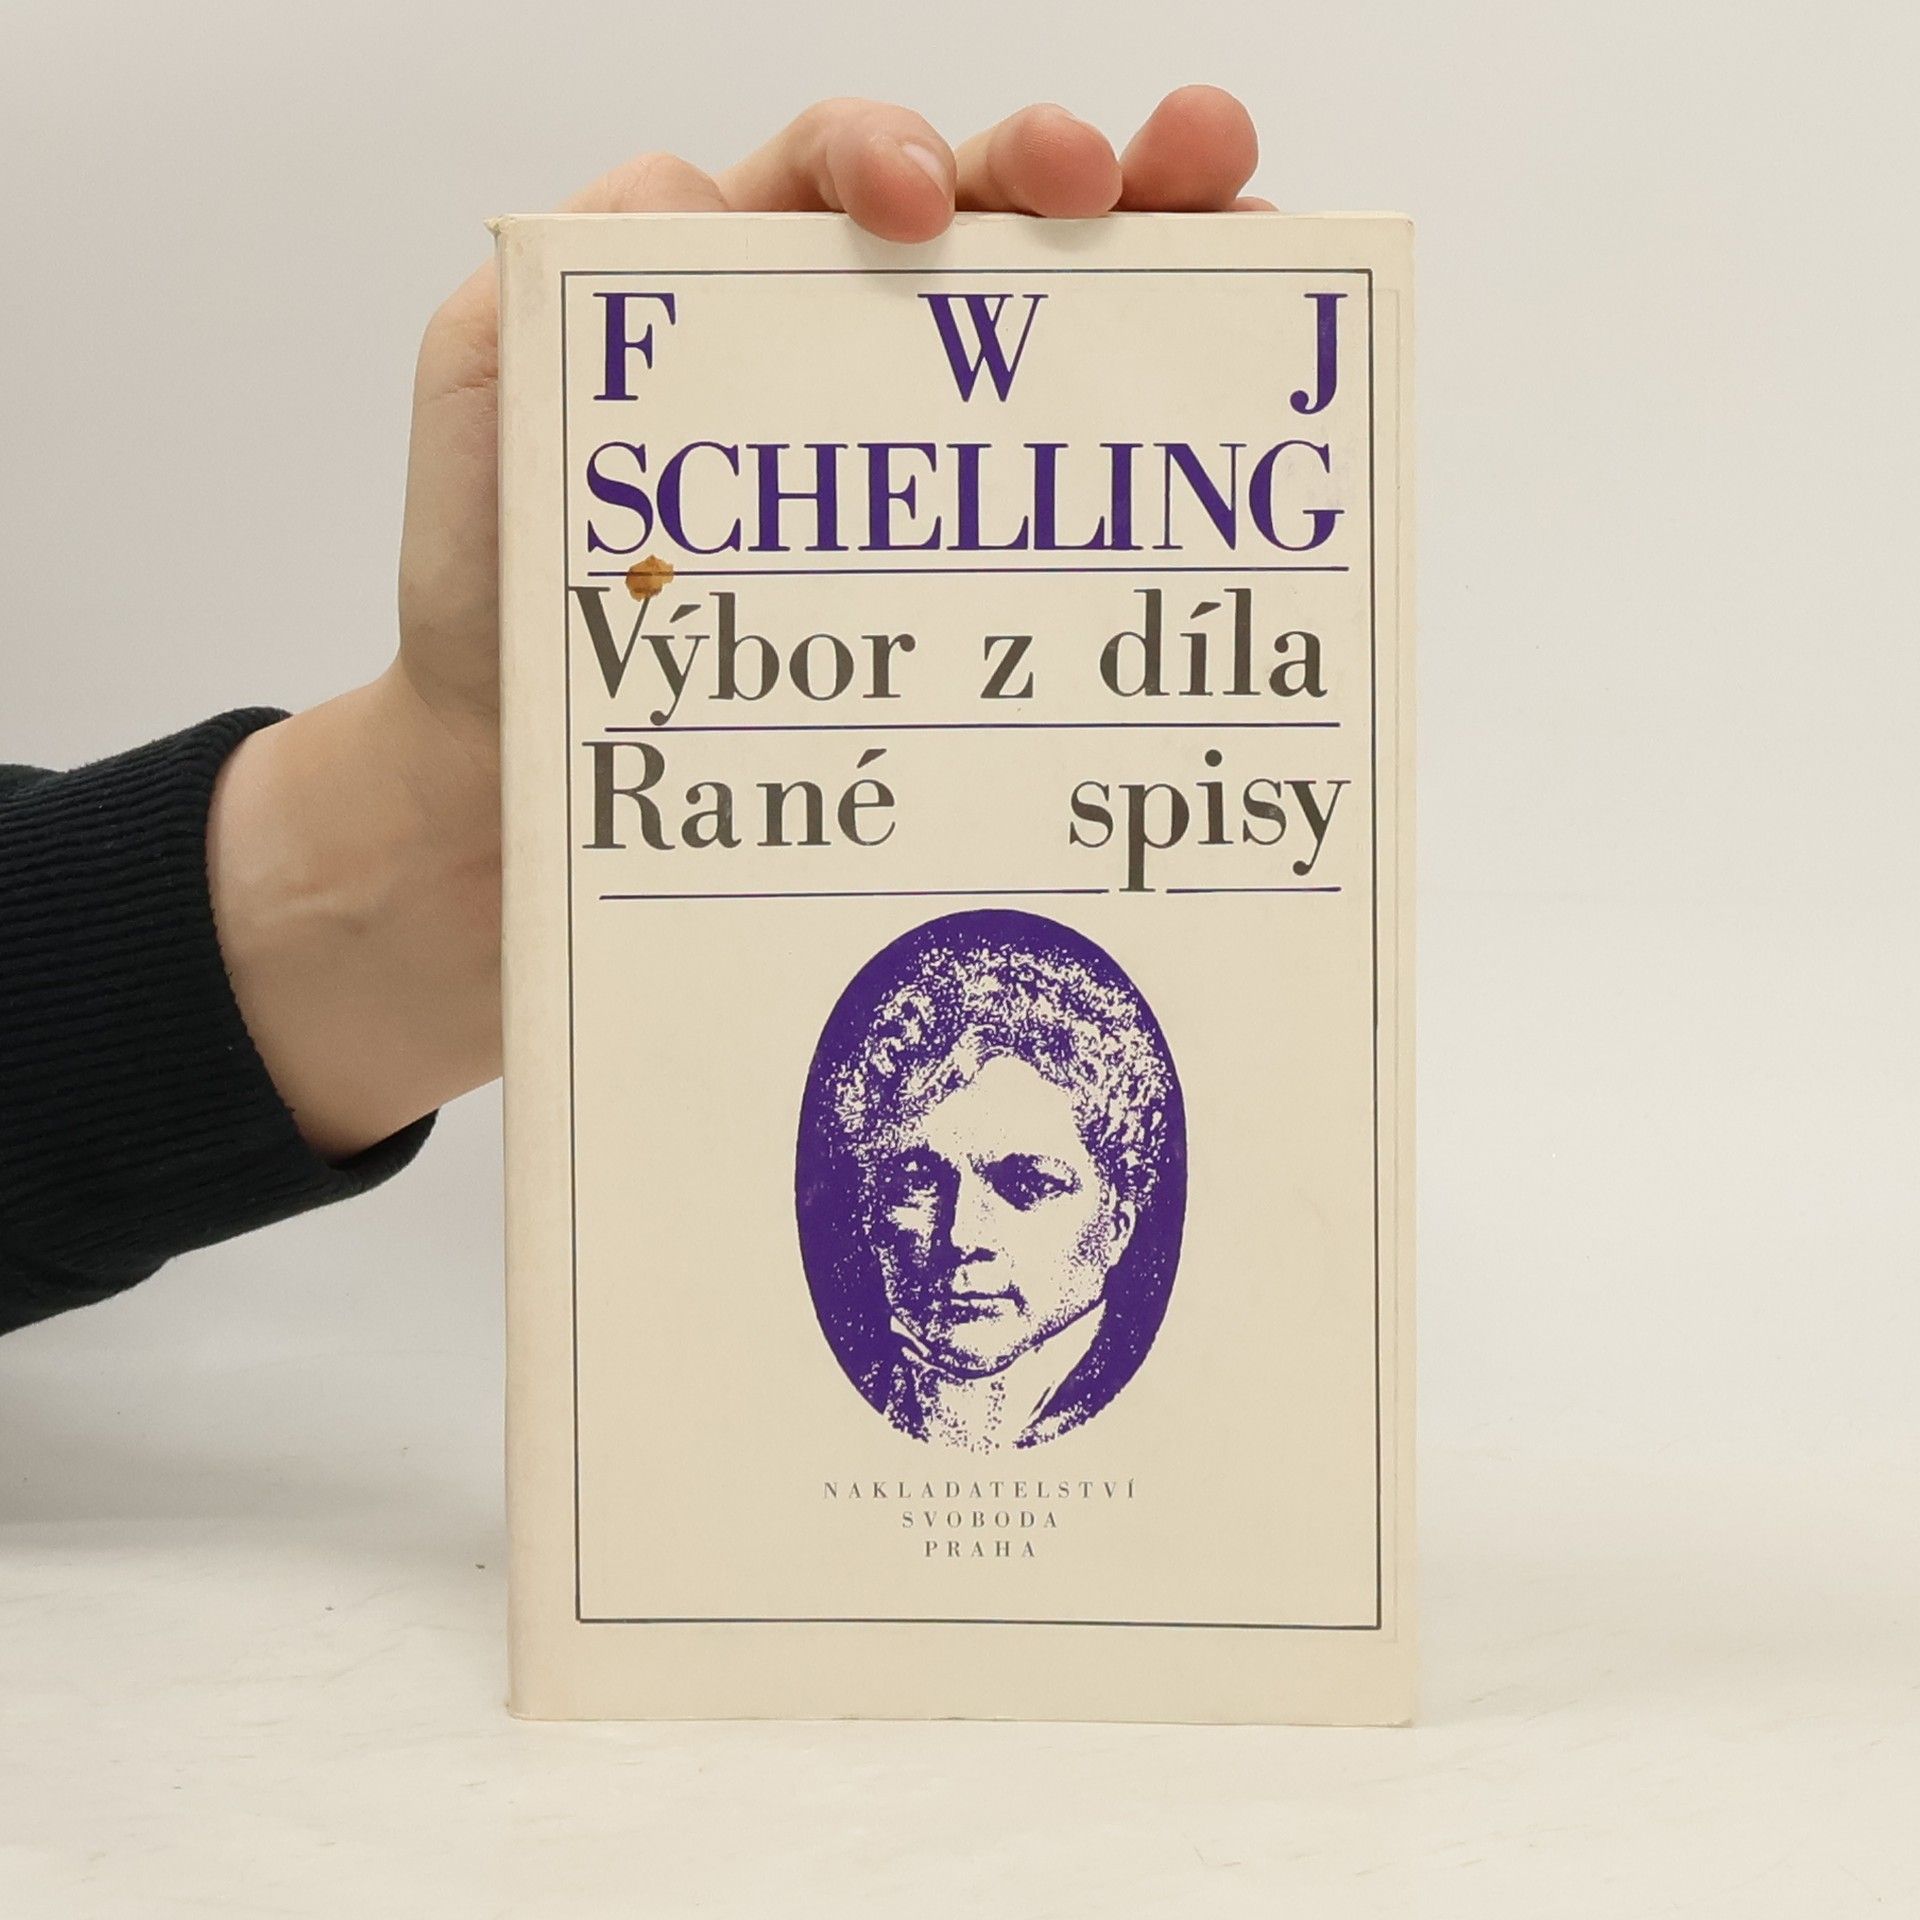 F W J
SCHELLING
Výbor z díla
Rané spisy
NAKLADATELSTVÍ
SVOBODA
PRAHA